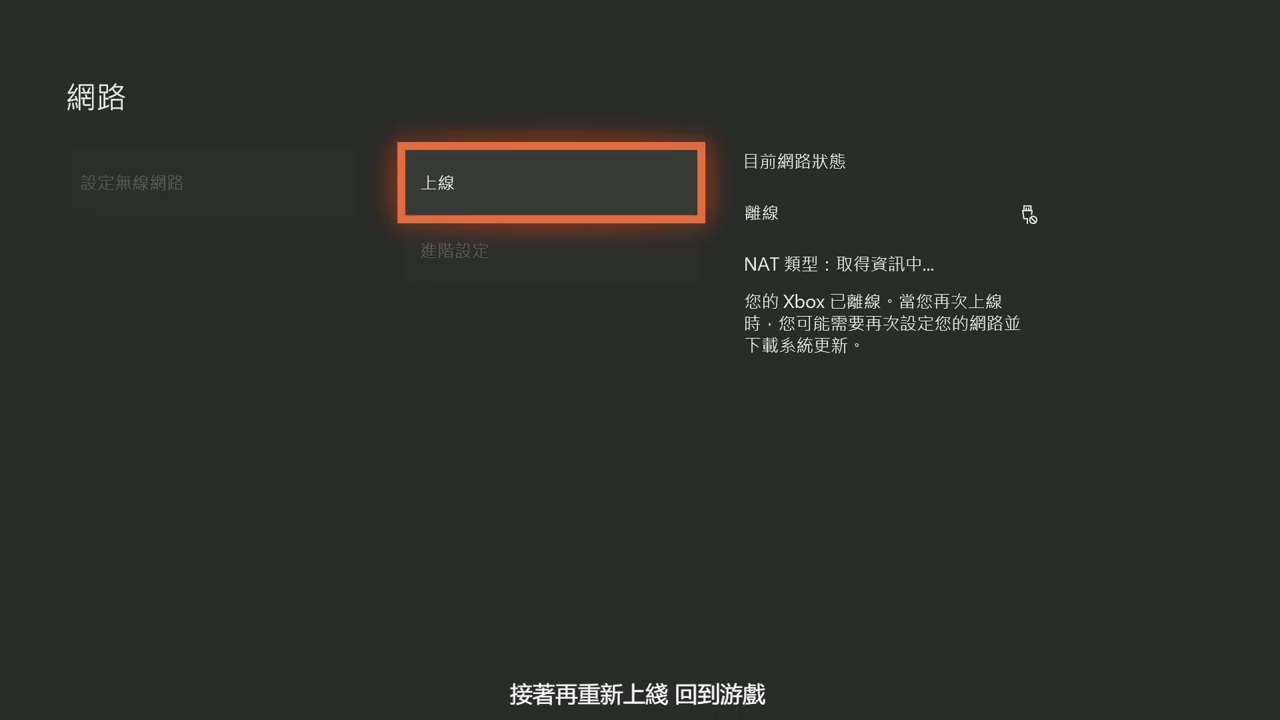 網路
設定無線網路
上線
進階設定
目前網路狀態
離線
NAT 類型：取得資訊中...
您的 Xbox 已離線。當您再次上線
時，您可能需要再次設定您的網路並
下載系統更新。
接著再重新上綫 回到游戲